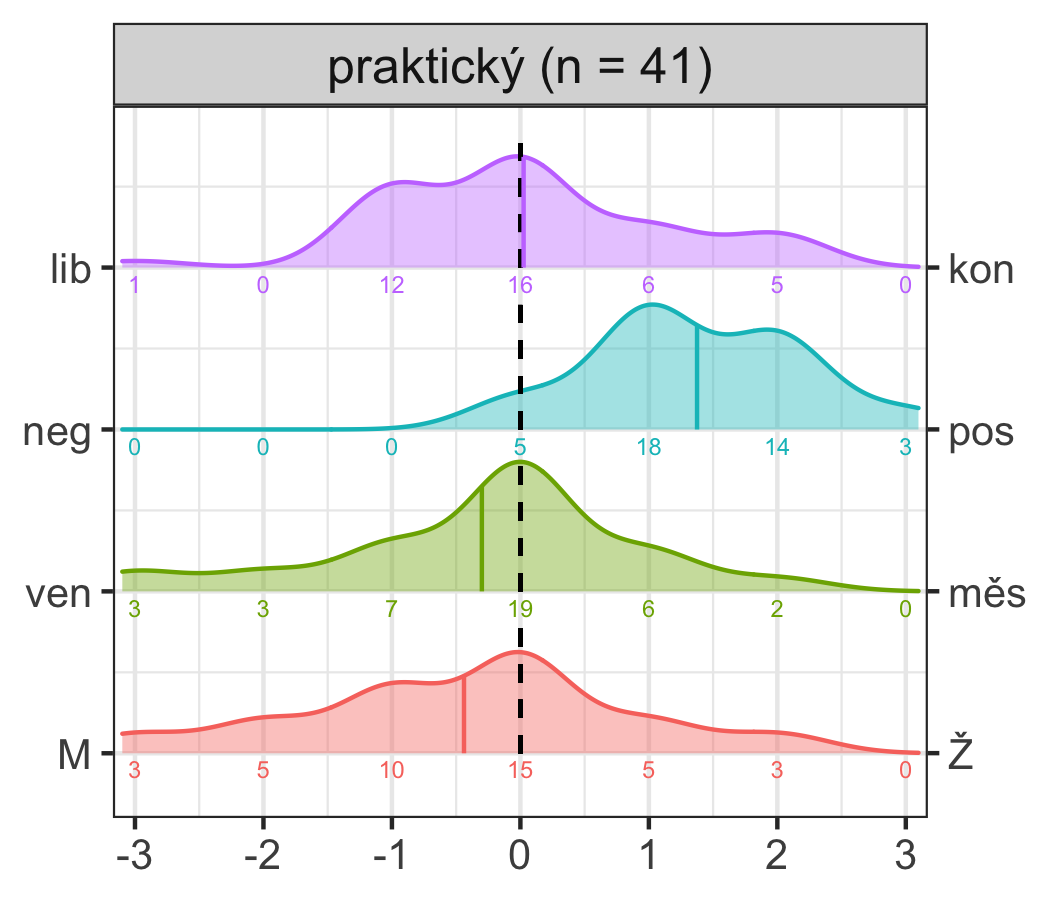 praktický (n = 41)
lib kon
1 0 12 16 6 5 0
neg pos
0 0 0 5 18 14 3
ven měs
3 3 7 19 6 2 0
M Ž
3 5 10 15 5 3 0
-3 -2 -1 0 1 2 3